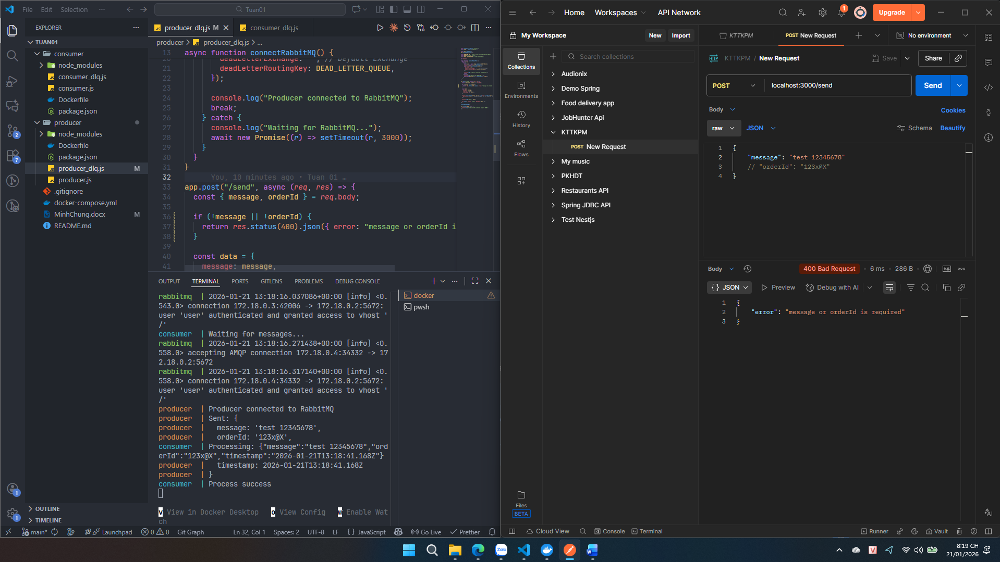 File Edit Selection ··· Tuan01
EXPLORER ···
TUAN01
consumer
node_modules
consumer_dlq.js
consumer.js
Dockerfile
package.json
producer
node_modules
Dockerfile
package.json
producer_dlq.js M
producer.js
.gitignore
docker-compose.yml
MinhChung.docx M
README.md
OUTLINE
TIMELINE
2
7
1
1
producer_dlq.js M consumer_dlq.js
producer > producer_dlq.js > ...
13 async function connectRabbitMQ() {
21 deadLetterRoutingKey: DEAD_LETTER_QUEUE,
22 });
23
24 console.log("Producer connected to RabbitMQ");
25 break;
26 } catch {
27 console.log("Waiting for RabbitMQ...");
28 await new Promise((r) => setTimeout(r, 3000));
29 }
30 }
31 }
32 You, 10 minutes ago • Tuan 01 …
33 app.post("/send", async (req, res) => {
34 const { message, orderId } = req.body;
35
36 if (!message || !orderId) {
37 return res.status(400).json({ error: "message or orderId i
38 }
39
40 const data = {
41 message: message,
OUTPUT TERMINAL PORTS GITLENS PROBLEMS DEBUG CONSOLE
docker
pwsh
rabbitmq | 2026-01-21 13:18:16.037086+00:00 [info] <0.
543.0> connection 172.18.0.3:42006 -> 172.18.0.2:5672:
user 'user' authenticated and granted access to vhost '
/'
consumer | Waiting for messages...
rabbitmq | 2026-01-21 13:18:16.271438+00:00 [info] <0.
558.0> accepting AMQP connection 172.18.0.4:34332 -> 17
2.18.0.2:5672
rabbitmq | 2026-01-21 13:18:16.317140+00:00 [info] <0.
558.0> connection 172.18.0.4:34332 -> 172.18.0.2:5672:
user 'user' authenticated and granted access to vhost '
/'
producer | Producer connected to RabbitMQ
producer | Sent: {
producer | message: 'test 12345678',
producer | orderId: '123x@X',
consumer | Processing: {"message":"test 12345678","ord
erId":"123x@X","timestamp":"2026-01-21T13:18:41.168Z"}
producer | timestamp: 2026-01-21T13:18:41.168Z
producer | }
consumer | Process success
v View in Docker Desktop o View Config w Enable Wat
ch
main* Launchpad 0 0 Git Graph Ln 32, Col 1 Spaces: 2 UTF-8 LF { } JavaScript Go Live Prettier
Home Workspaces API Network 1 Upgrade
My Workspace New Import
KTTKPM POST New Request No environment
Collections
Environments
History
Flows
Files
BETA
Search collections
Audionix
Demo Spring
Food delivery app
JobHunter Api
KTTKPM
POST New Request
My music
PKHDT
Restaurants API
Spring JDBC API
Test Nestjs
HTTP KTTKPM / New Request Save Share
POST localhost:3000/send Send
Body Cookies
raw JSON Schema Beautify
1 {
2 "message": "test 12345678"
3 // "orderId": "123x@X"
4 }
Body 400 Bad Request • 6 ms • 286 B e.g.
{} JSON Preview Debug with AI
1 {
2 "error": "message or orderId is required"
3 }
AI
Cloud View Console Terminal Runner Vault
Zalo
V
8:19 CH
21/01/2026